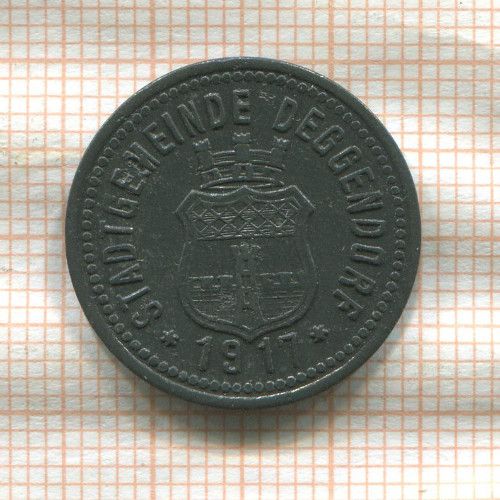 STADTGEMEINDE DEGGENDORF
* 1917 *